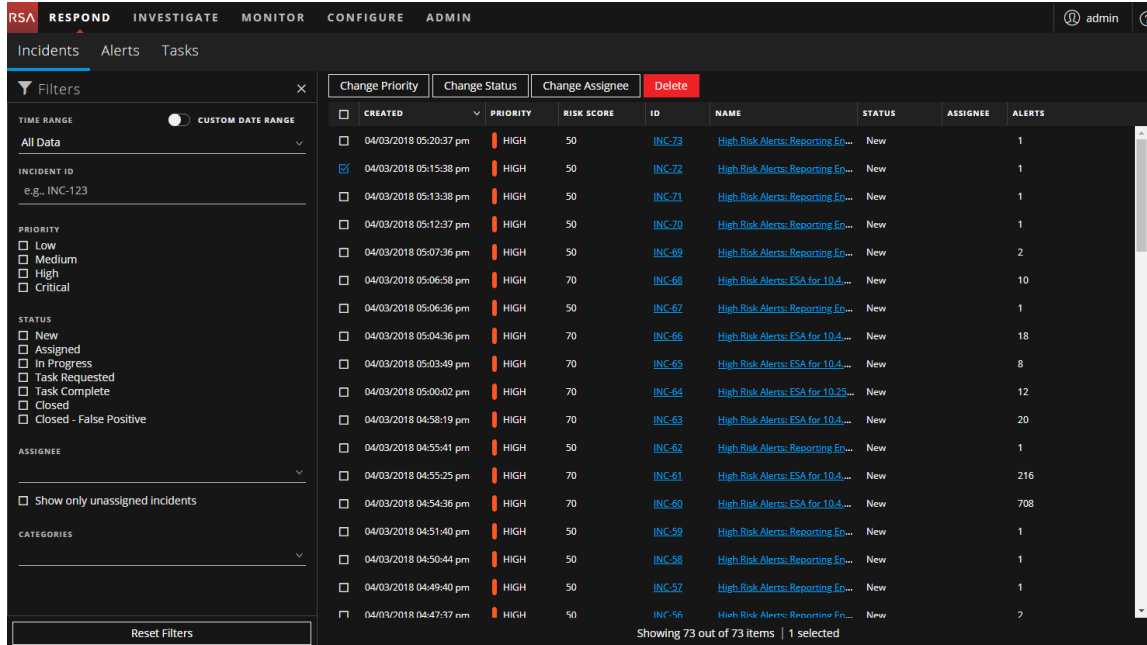 RSA RESPOND INVESTIGATE MONITOR CONFIGURE ADMIN admin
Incidents Alerts Tasks
Filters
TIME RANGE CUSTOM DATE RANGE
All Data
INCIDENT ID
e.g., INC-123
PRIORITY
Low
Medium
High
Critical
STATUS
New
Assigned
In Progress
Task Requested
Task Complete
Closed
Closed - False Positive
ASSIGNEE
Show only unassigned incidents
CATEGORIES
Reset Filters
Change Priority Change Status Change Assignee Delete
CREATED PRIORITY RISK SCORE ID NAME STATUS ASSIGNEE ALERTS
04/03/2018 05:20:37 pm HIGH 50 INC-73 High Risk Alerts: Reporting En... New 1
04/03/2018 05:15:38 pm HIGH 50 INC-72 High Risk Alerts: Reporting En... New 1
04/03/2018 05:13:38 pm HIGH 50 INC-71 High Risk Alerts: Reporting En... New 1
04/03/2018 05:12:37 pm HIGH 50 INC-70 High Risk Alerts: Reporting En... New 1
04/03/2018 05:07:36 pm HIGH 50 INC-69 High Risk Alerts: Reporting En... New 2
04/03/2018 05:06:58 pm HIGH 70 INC-68 High Risk Alerts: ESA for 10.4.... New 10
04/03/2018 05:06:36 pm HIGH 50 INC-67 High Risk Alerts: Reporting En... New 1
04/03/2018 05:04:36 pm HIGH 70 INC-66 High Risk Alerts: ESA for 10.4.... New 18
04/03/2018 05:03:49 pm HIGH 70 INC-65 High Risk Alerts: ESA for 10.4.... New 8
04/03/2018 05:00:02 pm HIGH 70 INC-64 High Risk Alerts: ESA for 10.25... New 12
04/03/2018 04:58:19 pm HIGH 70 INC-63 High Risk Alerts: ESA for 10.4.... New 20
04/03/2018 04:55:41 pm HIGH 50 INC-62 High Risk Alerts: Reporting En... New 1
04/03/2018 04:55:25 pm HIGH 70 INC-61 High Risk Alerts: ESA for 10.4.... New 216
04/03/2018 04:54:36 pm HIGH 70 INC-60 High Risk Alerts: ESA for 10.4.... New 708
04/03/2018 04:51:40 pm HIGH 50 INC-59 High Risk Alerts: Reporting En... New 1
04/03/2018 04:50:44 pm HIGH 50 INC-58 High Risk Alerts: Reporting En... New 1
04/03/2018 04:49:40 pm HIGH 50 INC-57 High Risk Alerts: Reporting En... New 1
04/03/2018 04:47:37 pm HIGH 50 INC-56 High Risk Alerts: Reporting En... New 2
Showing 73 out of 73 items | 1 selected